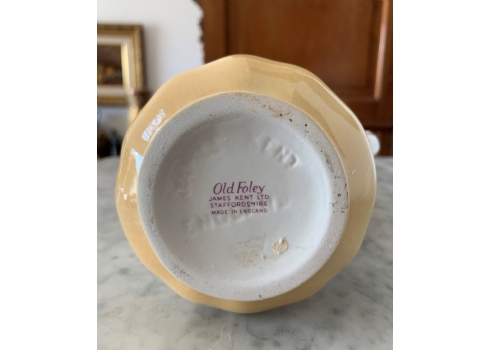 Old Foley
JAMES KENT LTD.
STAFFORDSHIRE
MADE IN ENGLAND